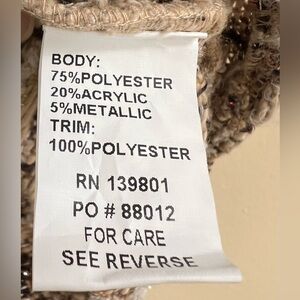 BODY:
75%POLYESTER
20%ACRYLIC
5%METALLIC
TRIM:
100%POLYESTER
RN 139801
PO # 88012
FOR CARE
SEE REVERSE